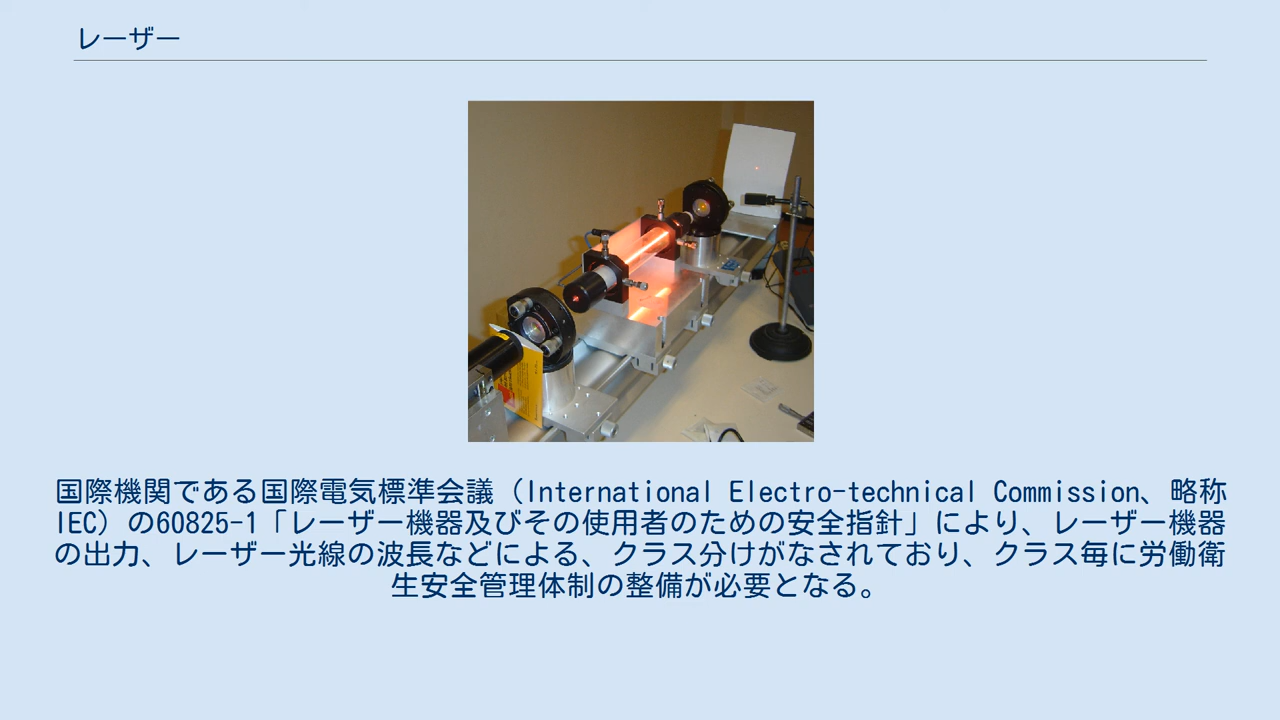 レーザー
国際機関である国際電気標準会議（International Electro-technical Commission、略称
IEC）の60825-1「レーザー機器及びその使用者のための安全指針」により、レーザー機器
の出力、レーザー光線の波長などによる、クラス分けがなされており、クラス毎に労働衛
生安全管理体制の整備が必要となる。